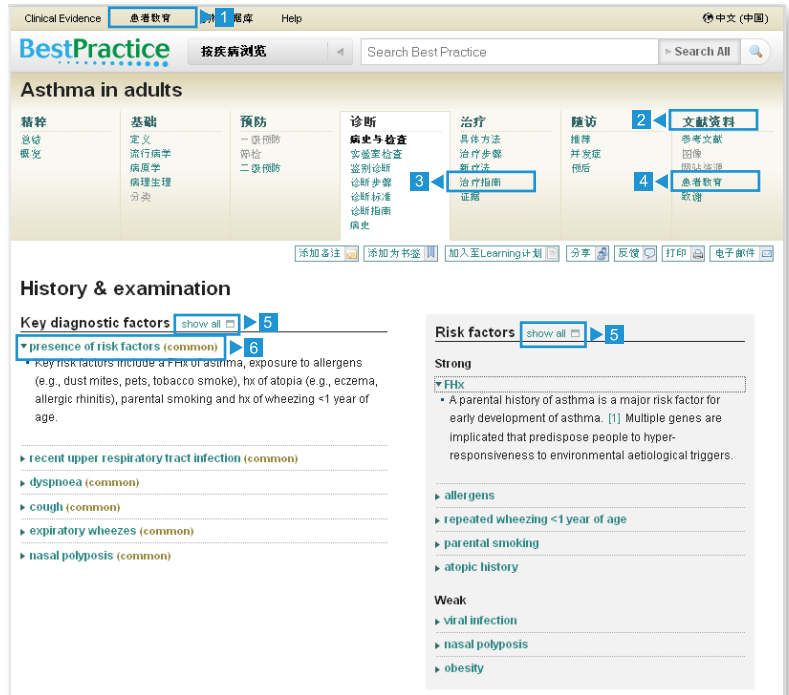 Clinical Evidence 患者教育 1 据库 Help 中文 (中国)
BestPractice 按疾病浏览 Search Best Practice Search All
Asthma in adults
精粹 基础 预防 诊断 治疗 随访 2 文献资料
总结 定义 一级预防 病史与检查 具体方法 推荐 参考文献
概览 流行病学 筛检 实验室检查 治疗步骤 并发症 图像
病原学 二级预防 鉴别诊断 新疗法 预后 网站资源
病理生理 诊断步骤 3 治疗指南 4 患者教育
分类 诊断标准 证据 致谢
诊断指南
病史
添加备注 添加为书签 加入至Learning计划 分享 反馈 打印 电子邮件
History & examination
Key diagnostic factors show all 5
presence of risk factors (common) 6
Key risk factors include a FHx of asthma, exposure to allergens
(e.g., dust mites, pets, tobacco smoke), hx of atopia (e.g., eczema,
allergic rhinitis), parental smoking and hx of wheezing <1 year of
age.
recent upper respiratory tract infection (common)
dyspnoea (common)
cough (common)
expiratory wheezes (common)
nasal polyposis (common)
Risk factors show all 5
Strong
FHx
A parental history of asthma is a major risk factor for
early development of asthma. [1] Multiple genes are
implicated that predispose people to hyper-
responsiveness to environmental aetiological triggers.
allergens
repeated wheezing <1 year of age
parental smoking
atopic history
Weak
viral infection
nasal polyposis
obesity